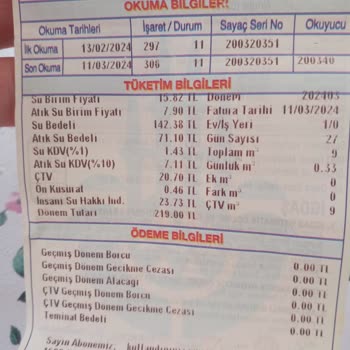 OKUMA BİLGİLERİ
Okuma Tarihleri İşaret / Durum Sayaç Seri No Okuyucu
İlk Okuma 13/02/2024 297 11 200320351 -
Son Okuma 11/03/2024 306 11 200320351 200340
TÜKETİM BİLGİLERİ
Su Birim Fiyatı 15.82 TL Dönem 202403
Atık Su Birim Fiyatı 7.90 TL Fatura Tarihi 11/03/2024
Su Bedeli 142.38 TL Ev/İş Yeri 1/0
Atık Su Bedeli 71.10 TL Gün Sayısı 27
Su KDV(%1) 1.43 TL Toplam m³ 9
Atık Su KDV(%10) 7.11 TL Günlük m³ 0.33
ÇTV 20.70 TL Ek m³ 0
Ön Küsurat 0.46 TL Fark m³ 0
İnsani Su Hakkı İnd. 23.73 TL ÇTV m³ 9
Dönem Tutarı 219.00 TL
ÖDEME BİLGİLERİ
Geçmiş Dönem Borcu 0.00 TL
Geçmiş Dönem Gecikme Cezası 0.00 TL
Geçmiş Dönem Alacağı 0.00 TL
ÇTV Geçmiş Dönem Borcu 0.00 TL
ÇTV Geçmiş Dönem Gecikme Cezası 0.00 TL
Teminat Bedeli 0.00 TL
Sayın Abonemiz,